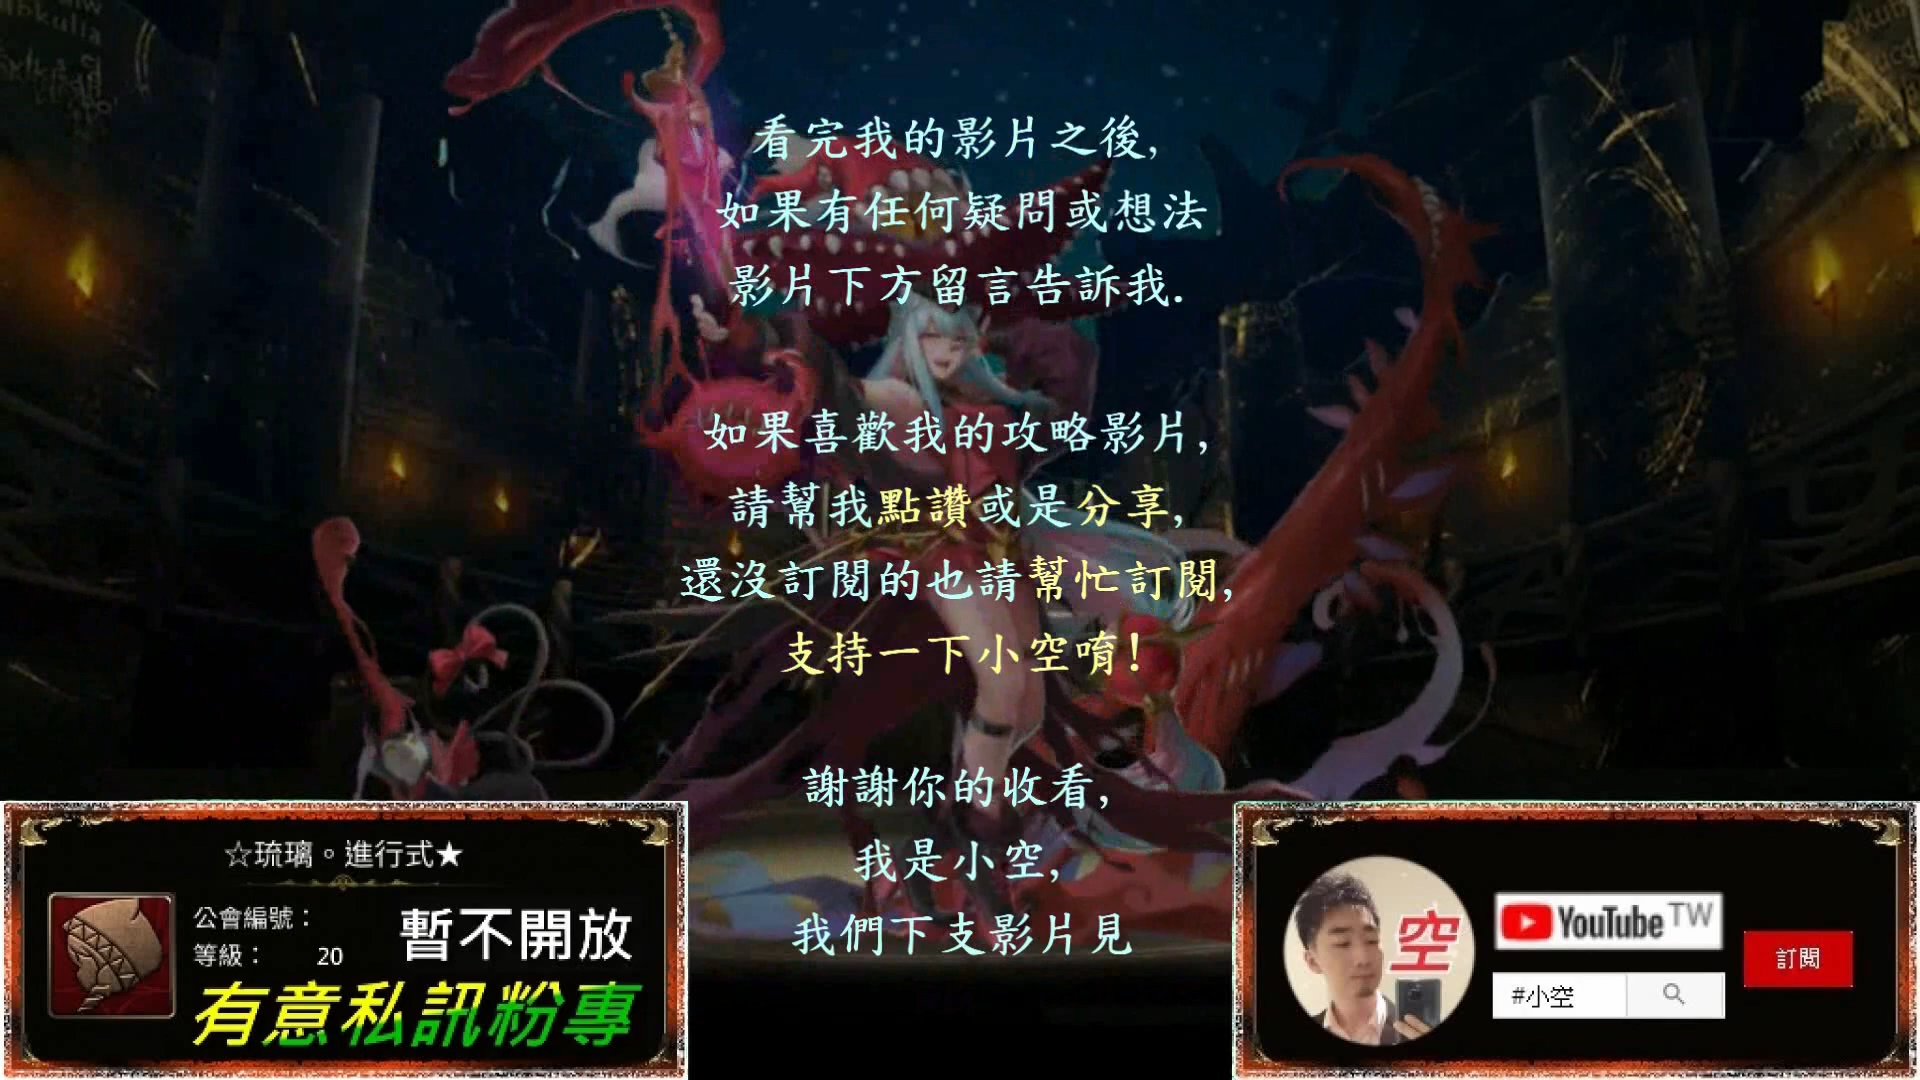 看完我的影片之後,
如果有任何疑問或想法
影片下方留言告訴我.
如果喜歡我的攻略影片,
請幫我點讚或是分享,
還沒訂閱的也請幫忙訂閱,
支持一下小空唷!
謝謝你的收看,
我是小空,
我們下支影片見
☆琉璃。進行式★
公會編號：
暫不開放
等級： 20
有意私訊粉專
空
YouTube TW
#小空
訂閱